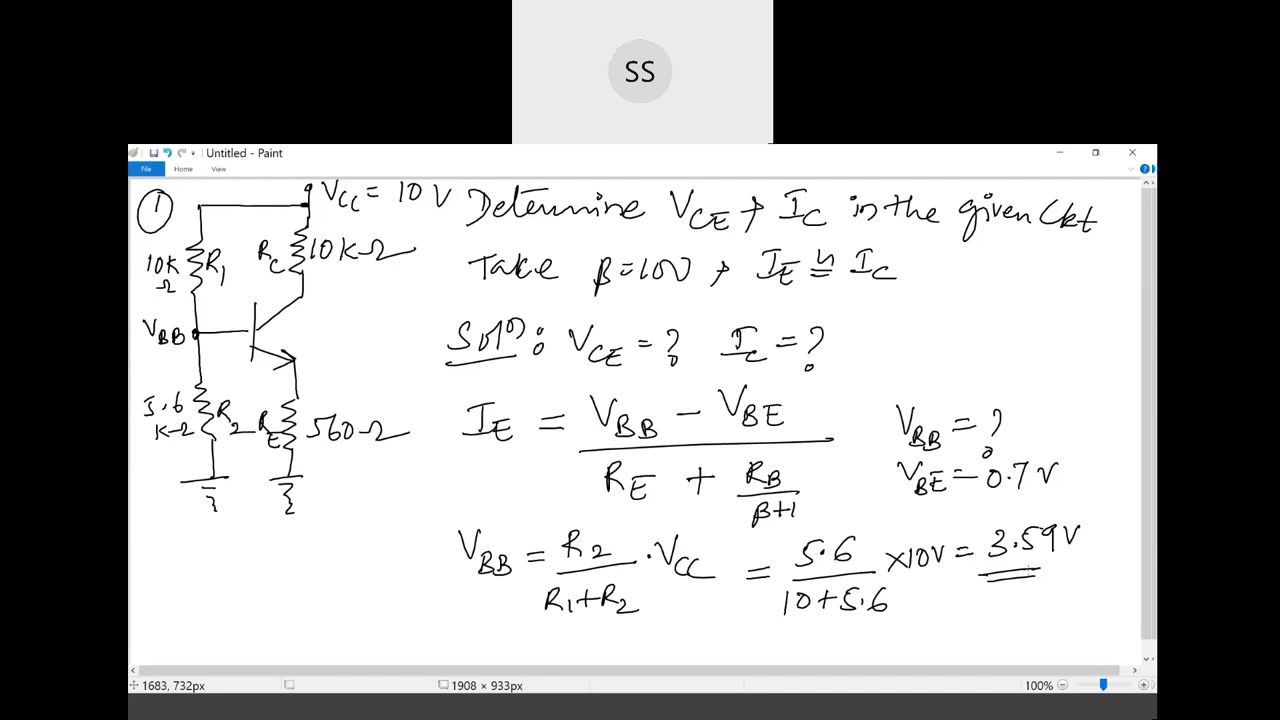 SS
Untitled - Paint
File Home View
① VCC = 10 V Determine VCE & IC in the given Ckt
10K Ω R1 RC 10KΩ Take β=100 & IE ≅ IC
VBB Solⁿ: VCE = ? IC = ?
5.6 KΩ R2 RE 560Ω
IE = (VBB - VBE) / (RE + RB/(β+1)) VBB = ?
VBE = 0.7 V
VBB = R2/(R1+R2) . VCC = 5.6/(10+5.6) ×10V = 3.59V
1683, 732px 1908 × 933px 100%